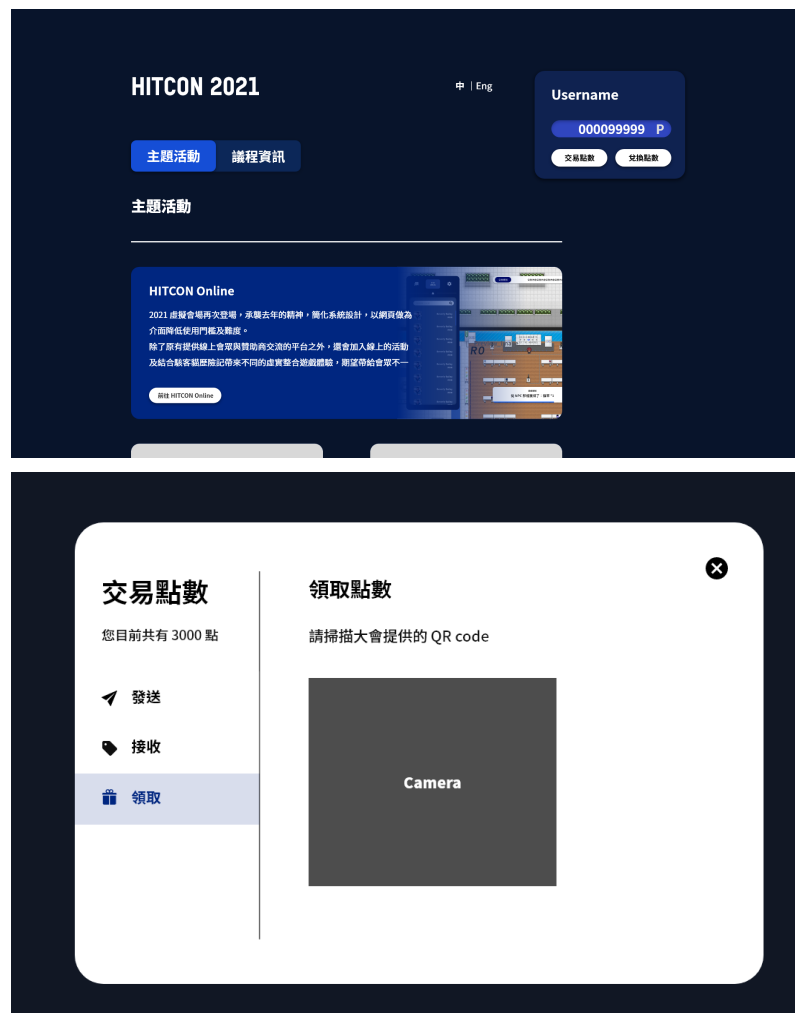 HITCON 2021
中 | Eng
Username
000099999 P
交易點數 兌換點數
主題活動 議程資訊
主題活動
HITCON Online
2021 虛擬會場再次登場,承襲去年的精神,簡化系統設計,以網頁做為
介面降低使用門檻及難度。
除了原有提供線上會眾與贊助商交流的平台之外,還會加入線上的活動
及結合駭客貓歷險記帶來不同的虛實整合遊戲體驗,期望帶給會眾不一
前往 HITCON Online
RO
交易點數
您目前共有 3000 點
發送
接收
領取
領取點數
請掃描大會提供的 QR code
Camera